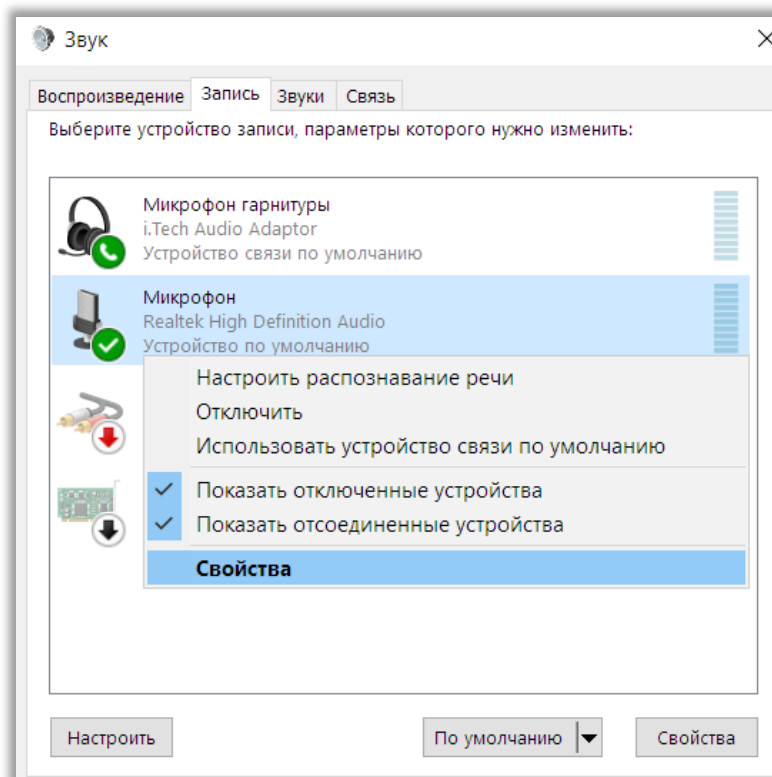 Звук
Воспроизведение Запись Звуки Связь
Выберите устройство записи, параметры которого нужно изменить:
Микрофон гарнитуры
i.Tech Audio Adaptor
Устройство связи по умолчанию
Микрофон
Realtek High Definition Audio
Устройство по умолчанию
Настроить распознавание речи
Отключить
Использовать устройство связи по умолчанию
Показать отключенные устройства
Показать отсоединенные устройства
Свойства
Настроить По умолчанию Свойства